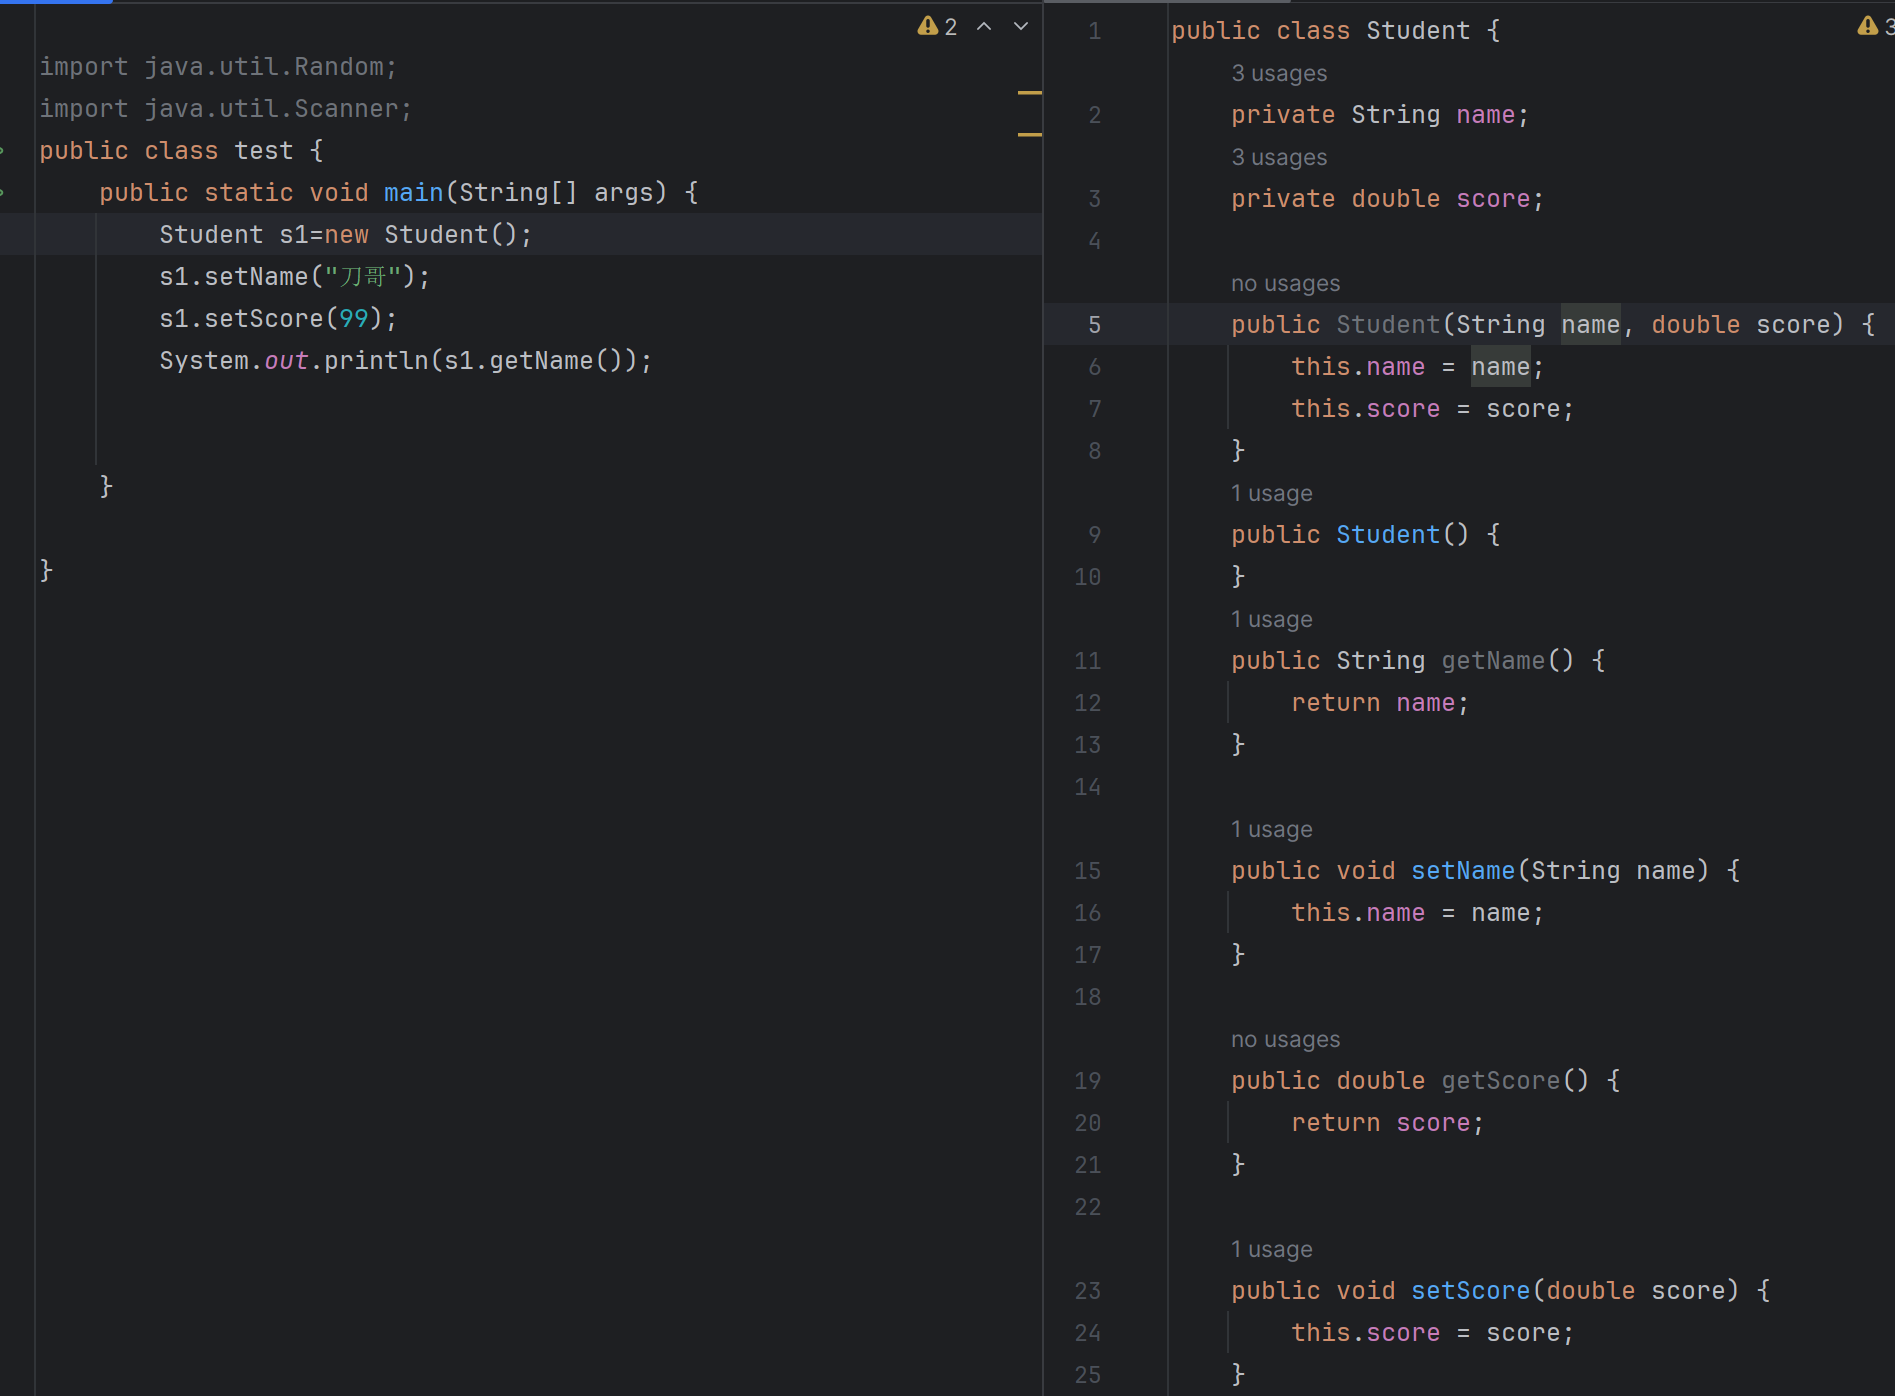 2
import java.util.Random;
import java.util.Scanner;
public class test {
public static void main(String[] args) {
Student s1=new Student();
s1.setName("刀哥");
s1.setScore(99);
System.out.println(s1.getName());
}
}
3
1 public class Student {
3 usages
2 private String name;
3 usages
3 private double score;
4
no usages
5 public Student(String name, double score) {
6 this.name = name;
7 this.score = score;
8 }
1 usage
9 public Student() {
10 }
1 usage
11 public String getName() {
12 return name;
13 }
14
1 usage
15 public void setName(String name) {
16 this.name = name;
17 }
18
no usages
19 public double getScore() {
20 return score;
21 }
22
1 usage
23 public void setScore(double score) {
24 this.score = score;
25 }